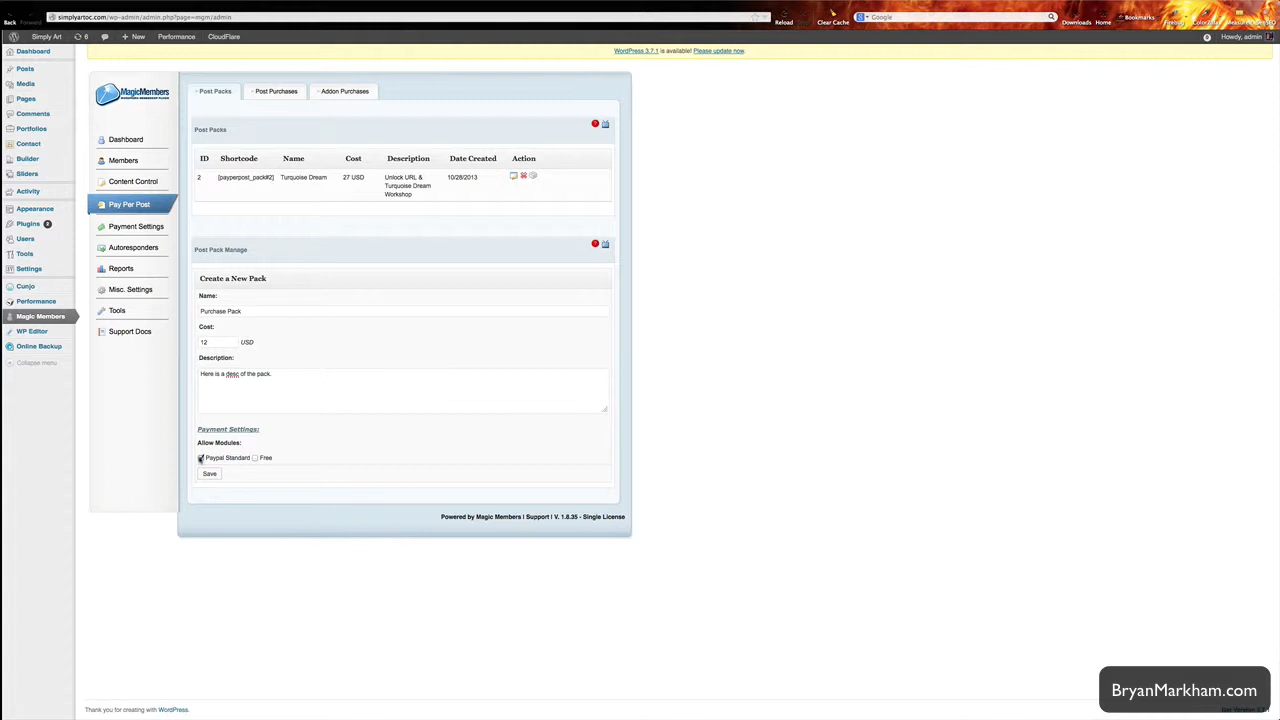 Back
Forward
simplyartoc.com/wp-admin/admin.php?page=mgm/admin
Reload
Clear Cache
Google
Downloads
Home
Bookmarks
Firebug
Simply Art
6
New
Performance
CloudFlare
0
Howdy, admin
WordPress 3.7.1 is available! Please update now.
Dashboard
Posts
Media
Pages
Comments
Portfolios
Contact
Builder
Sliders
Activity
Appearance
Plugins
Users
Tools
Settings
Cunjo
Performance
Magic Members
WP Editor
Online Backup
Collapse menu
MagicMembers
WORDPRESS MEMBERSHIP PLUGIN
Dashboard
Members
Content Control
Pay Per Post
Payment Settings
Autoresponders
Reports
Misc. Settings
Tools
Support Docs
Post Packs
Post Purchases
Addon Purchases
Post Packs
ID Shortcode Name Cost Description Date Created Action
2 [payperpost_pack#2] Turquoise Dream 27 USD Unlock URL & 10/28/2013
Turquoise Dream
Workshop
Post Pack Manage
Create a New Pack
Name:
Purchase Pack
Cost:
12 USD
Description:
Here is a desc of the pack.
Payment Settings:
Allow Modules:
Paypal Standard Free
Save
Powered by Magic Members | Support | V. 1.8.35 - Single License
Thank you for creating with WordPress.
BryanMarkham.com